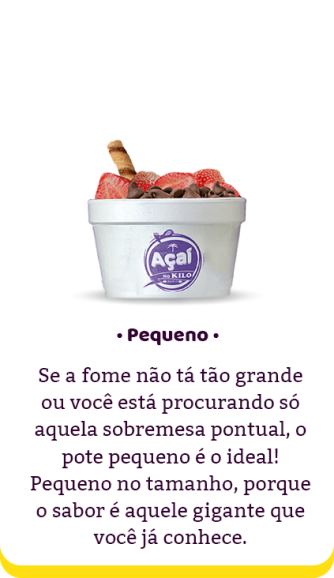 Açaí
NO KILO
• Pequeno •
Se a fome não tá tão grande
ou você está procurando só
aquela sobremesa pontual, o
pote pequeno é o ideal!
Pequeno no tamanho, porque
o sabor é aquele gigante que
você já conhece.